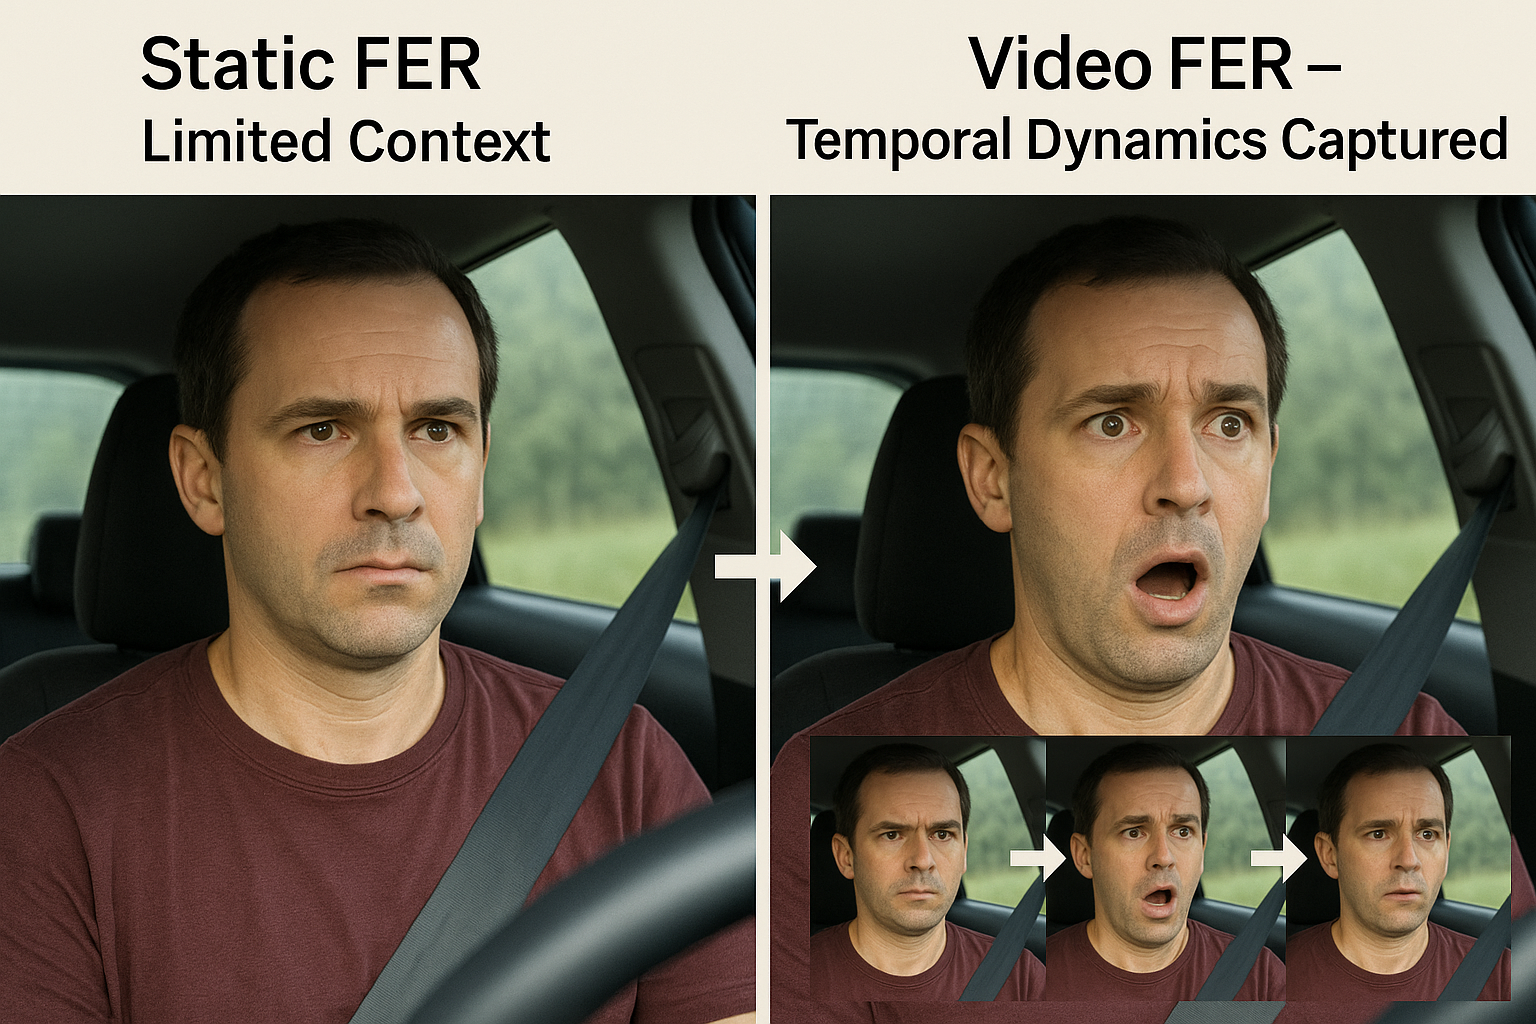 Static FER
Limited Context
Video FER –
Temporal Dynamics Captured